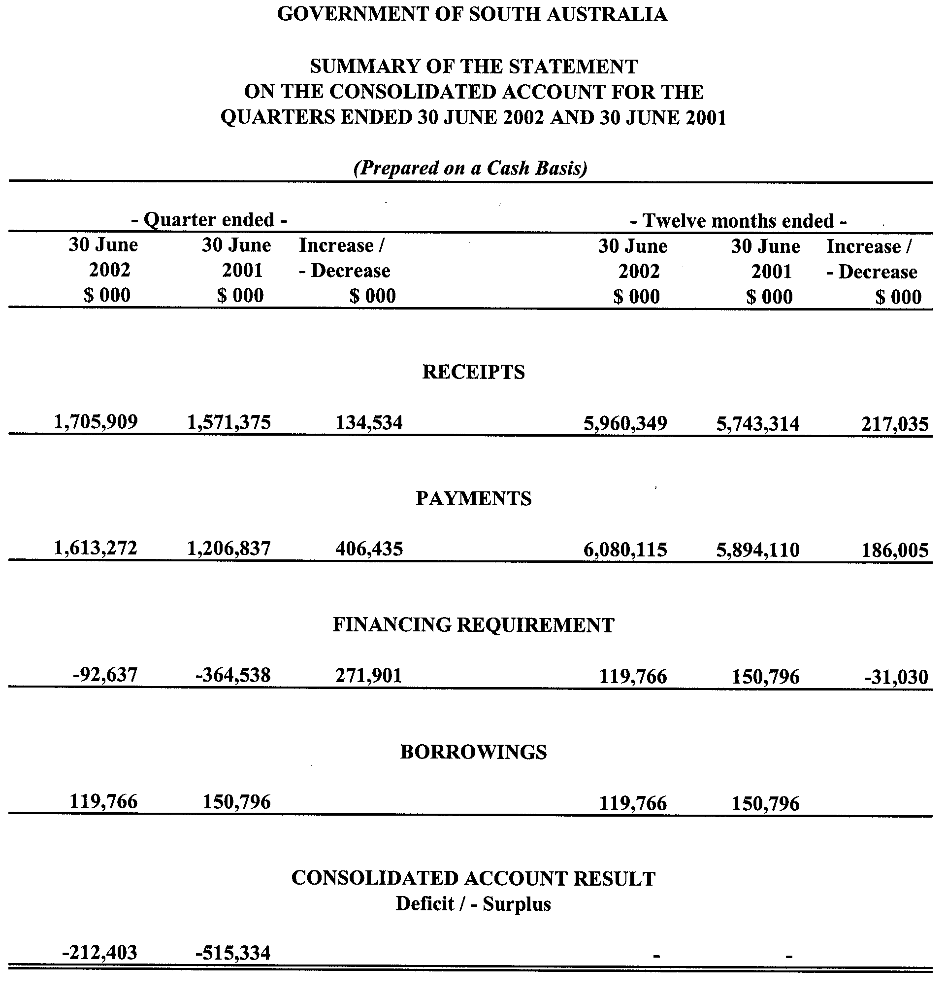 GOVERNMENT OF SOUTH AUSTRALIA
SUMMARY OF THE STATEMENT
ON THE CONSOLIDATED ACCOUNT FOR THE
QUARTERS ENDED 30 JUNE 2002 AND 30 JUNE 2001
(Prepared on a Cash Basis)
- Quarter ended - - Twelve months ended -
30 June 30 June Increase / 30 June 30 June Increase /
2002 2001 - Decrease 2002 2001 - Decrease
$ 000 $ 000 $ 000 $ 000 $ 000 $ 000
RECEIPTS
1,705,909 1,571,375 134,534 5,960,349 5,743,314 217,035
PAYMENTS
1,613,272 1,206,837 406,435 6,080,115 5,894,110 186,005
FINANCING REQUIREMENT
-92,637 -364,538 271,901 119,766 150,796 -31,030
BORROWINGS
119,766 150,796 119,766 150,796
CONSOLIDATED ACCOUNT RESULT
Deficit / - Surplus
-212,403 -515,334 - -